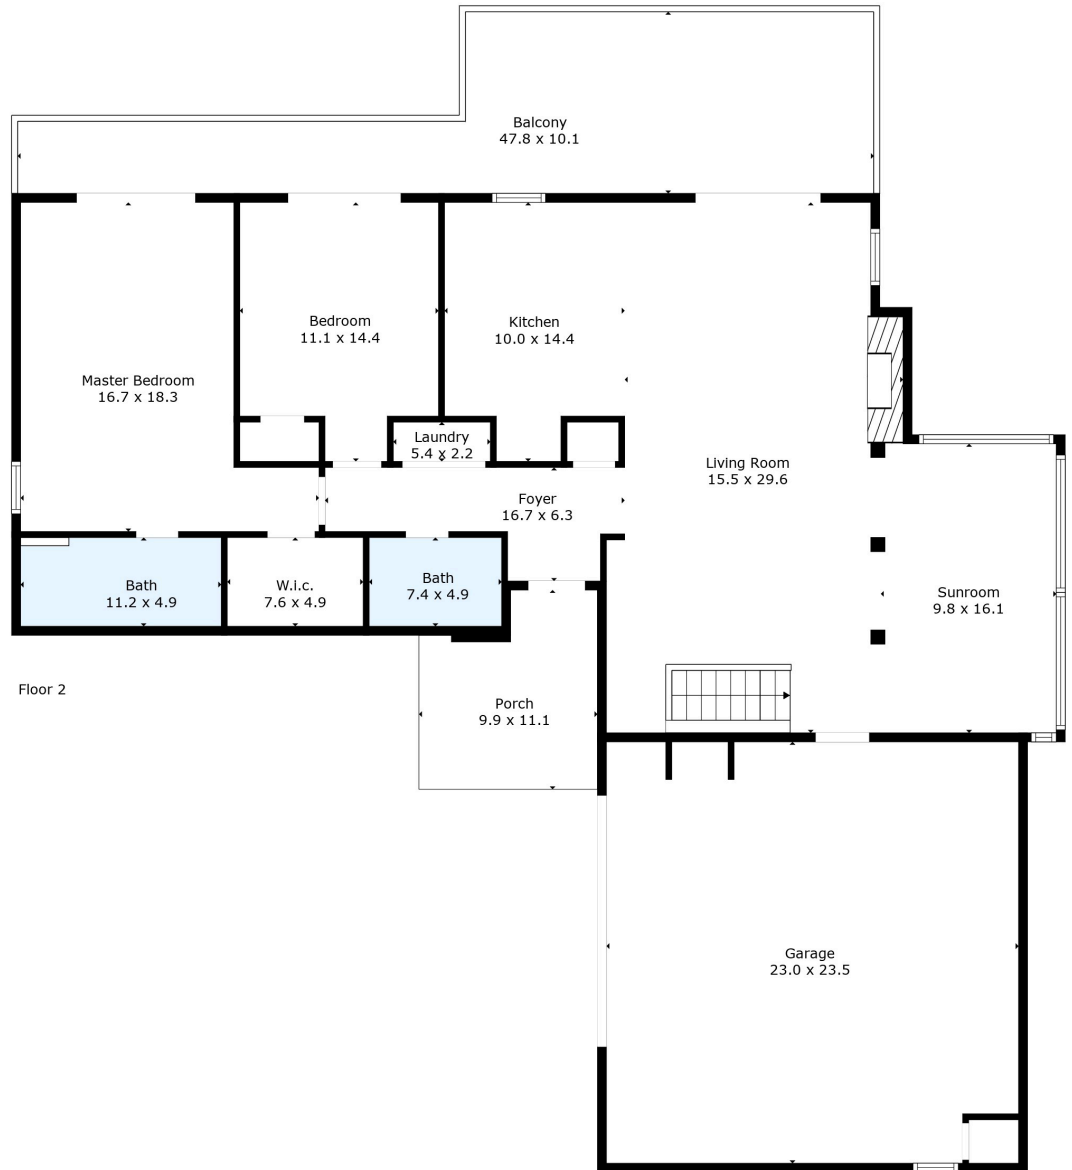 Balcony
47.8 x 10.1
Bedroom
11.1 x 14.4
Kitchen
10.0 x 14.4
Master Bedroom
16.7 x 18.3
Laundry
5.4 x 2.2
Living Room
15.5 x 29.6
Foyer
16.7 x 6.3
Bath
11.2 x 4.9
W.i.c.
7.6 x 4.9
Bath
7.4 x 4.9
Sunroom
9.8 x 16.1
Floor 2
Porch
9.9 x 11.1
Garage
23.0 x 23.5